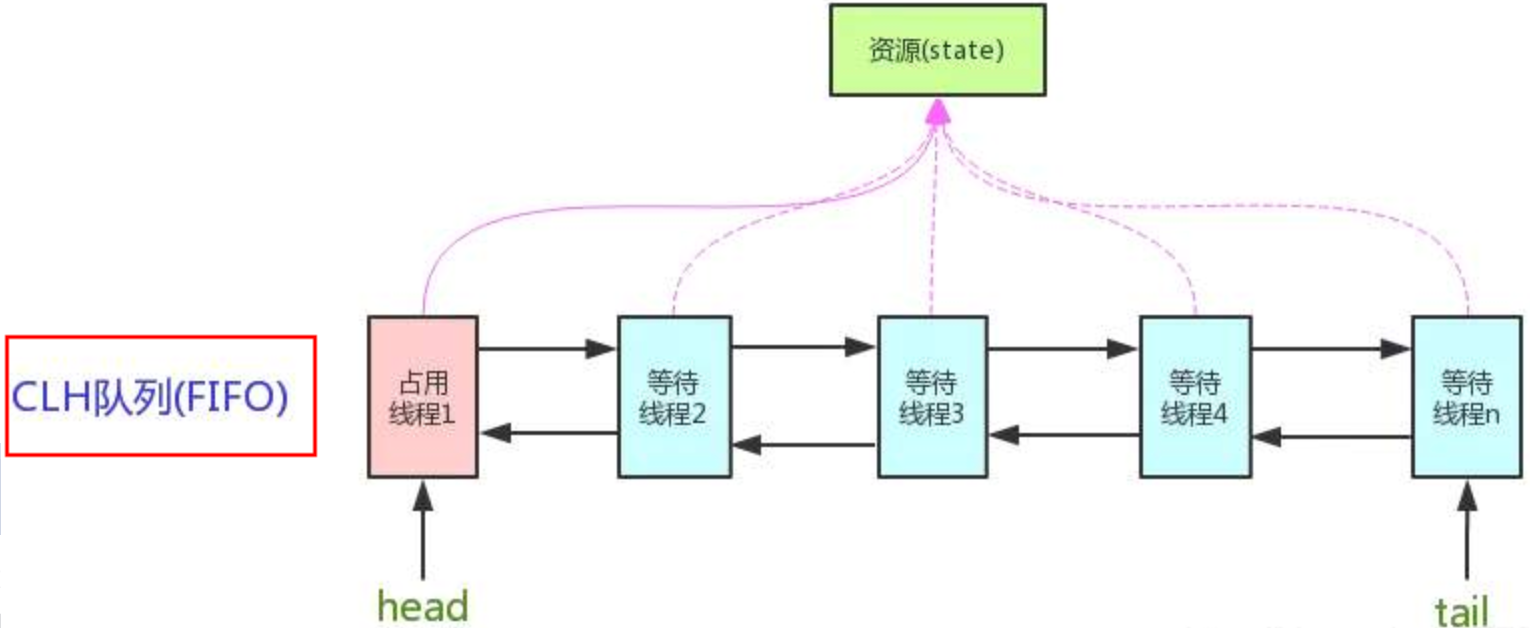 资源(state)
CLH队列(FIFO)
占用
线程1
等待
线程2
等待
线程3
等待
线程4
等待
线程n
head
tail